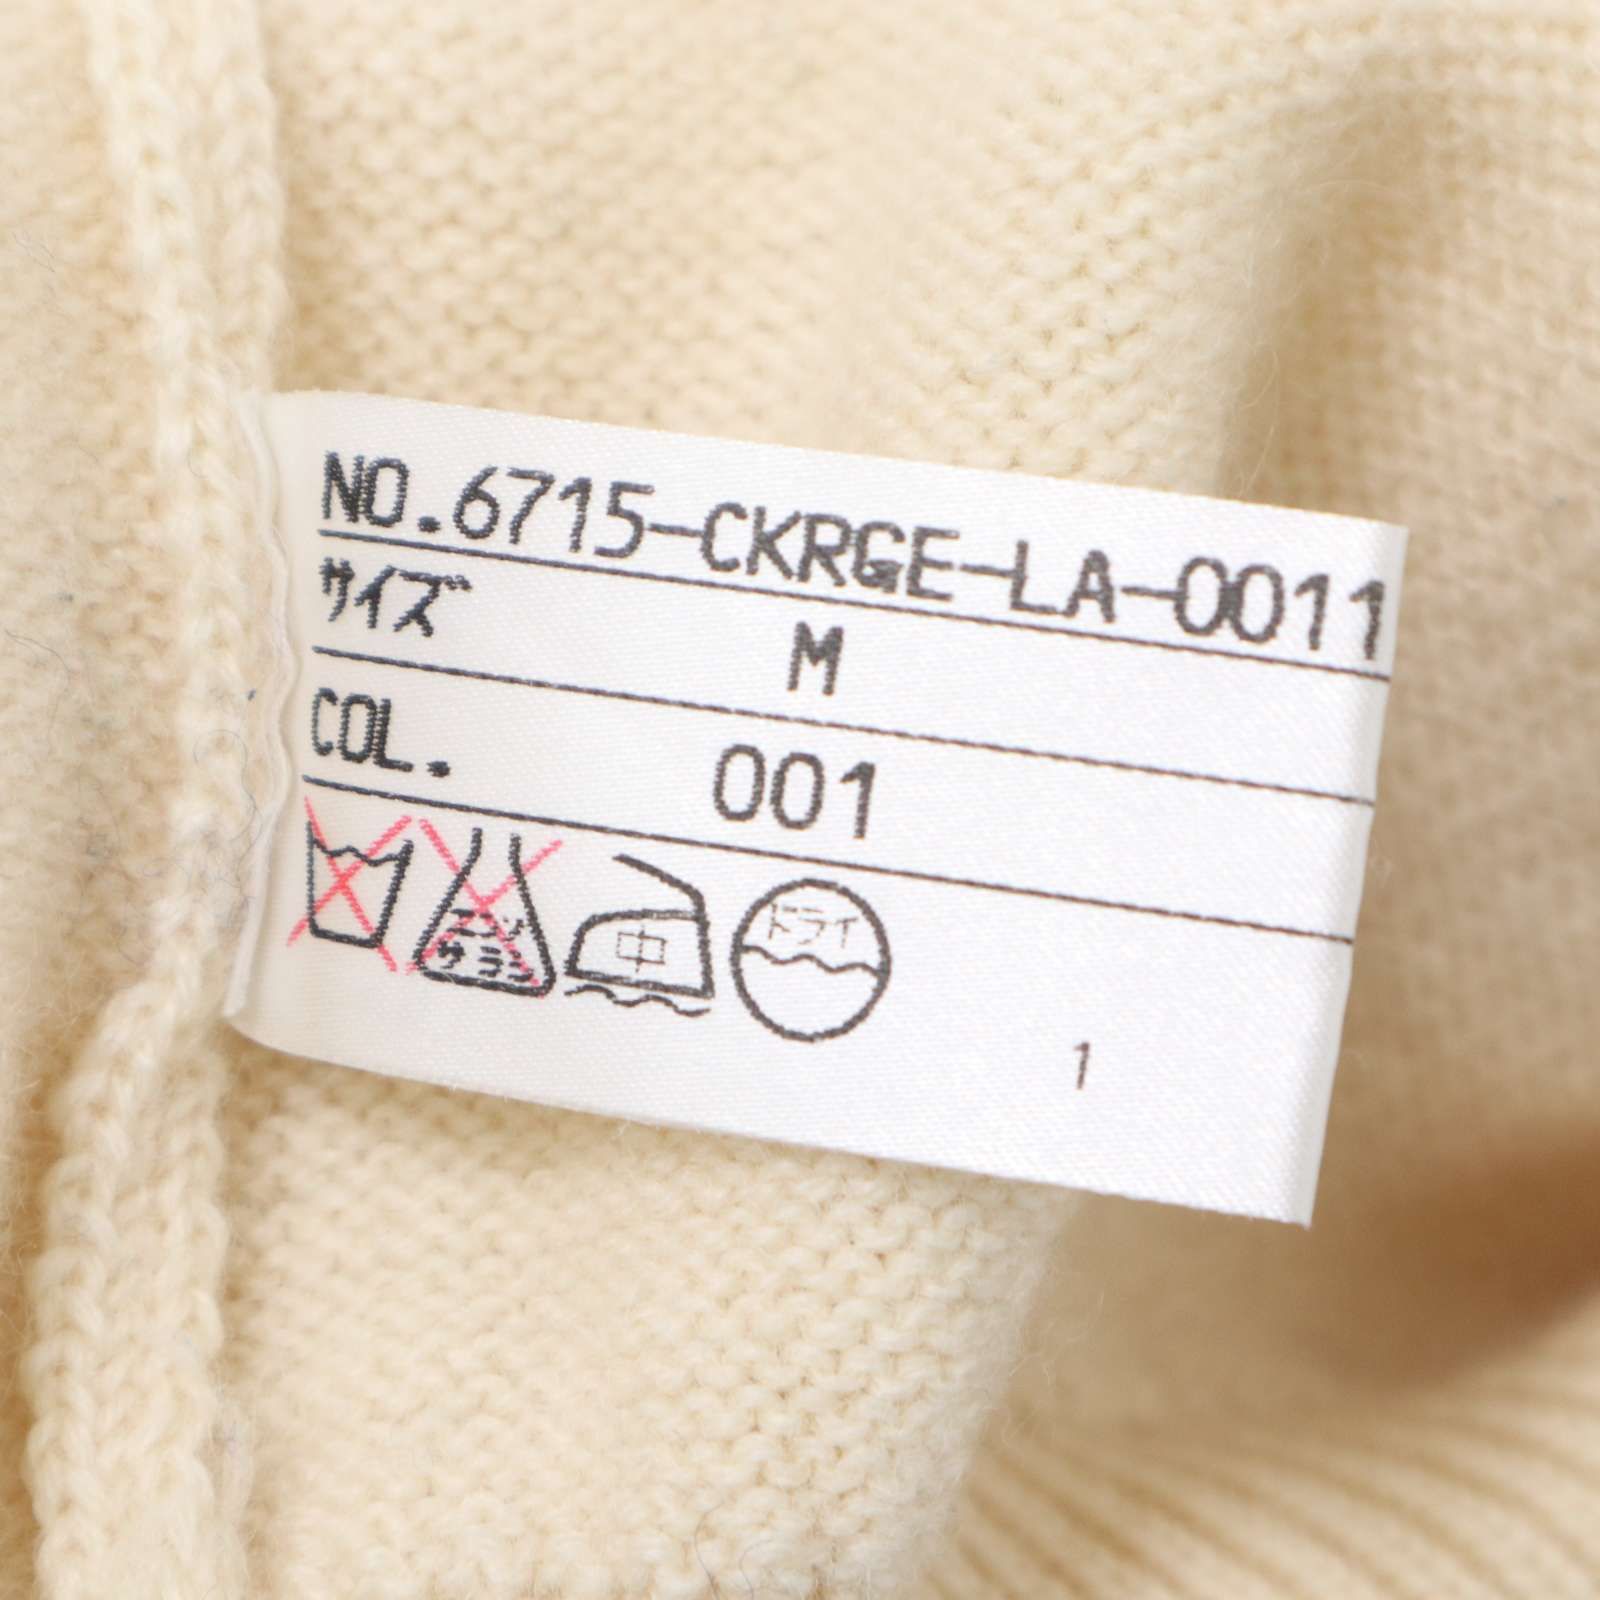 NO.6715-CKRGE-LA-0011
サイズ M
COL. 001
エンソ
サラシ
中
ドライ
1